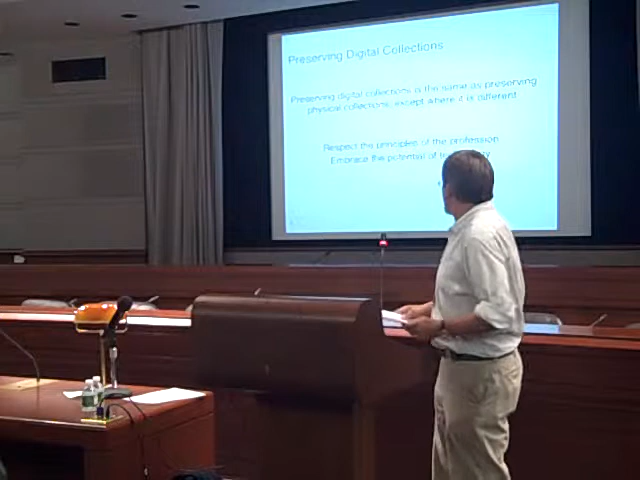 Preserving Digital Collections
Preserving digital collections is the same as preserving
physical collections, except where it is different
Respect the principles of the profession
Embrace the potential of